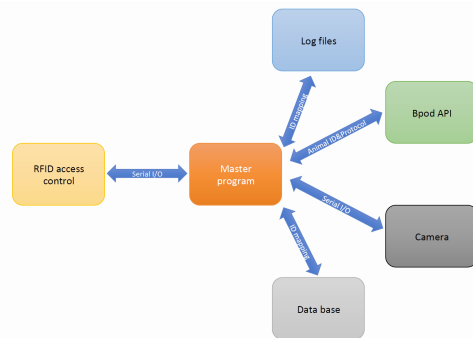 Log files
ID mapping
Bpod API
Animal ID&Protocol
RFID access
control
Serial I/O
Master
program
Serial I/O
Camera
ID mapping
Data base